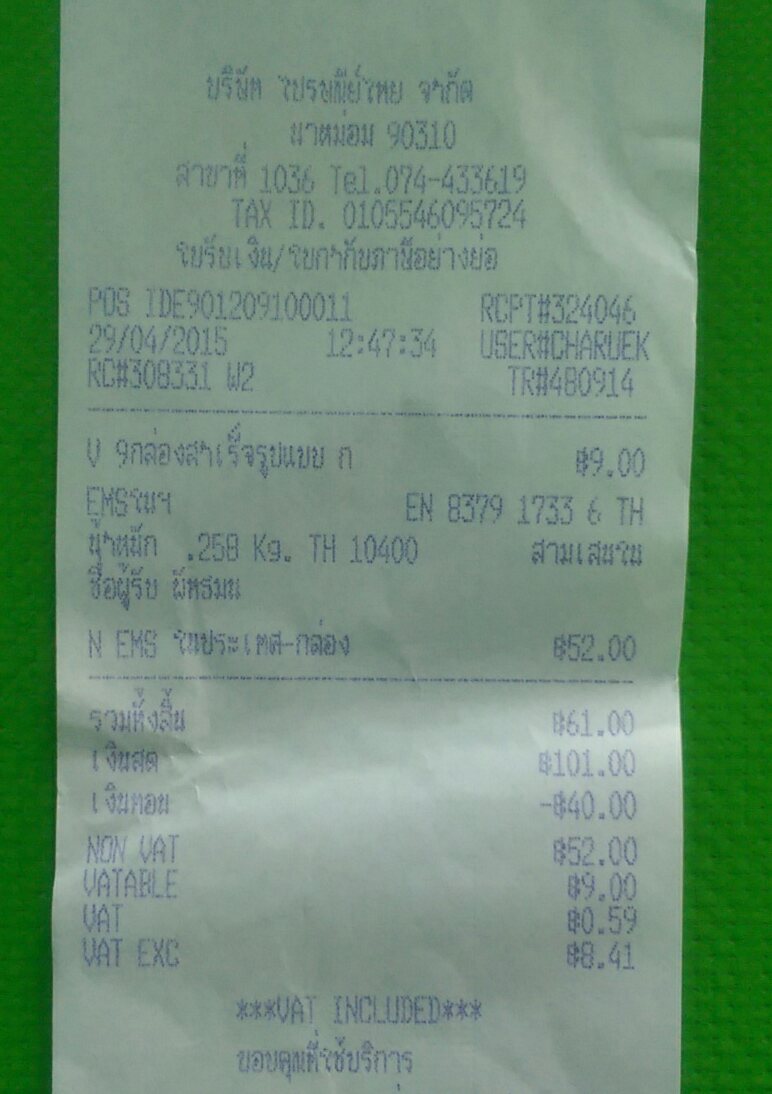 บริษัท ไปรษณีย์ไทย จำกัด
นาหม่อม 90310
สาขาที่ 1036 Tel.074-433619
TAX ID. 0105546095724
ใบรับเงิน/ใบกำกับภาษีอย่างย่อ
POS IDE901209100011 RCPT#324046
29/04/2015 12:47:34 USER#CHARUEK
RC#308331 W2 TR#480914
V 9กล่องสำเร็จรูปแบบ ก ฿9.00
EMSในฯ EN 8379 1733 6 TH
น้ำหนัก .258 Kg. TH 10400 สามเสนใน
ชื่อผู้รับ
N EMS ในประเทศ-กล่อง ฿52.00
รวมทั้งสิ้น ฿61.00
เงินสด ฿101.00
เงินทอน -฿40.00
NON VAT ฿52.00
VATABLE ฿9.00
VAT ฿0.59
VAT EXC ฿8.41
***VAT INCLUDED***
ขอบคุณที่ใช้บริการ